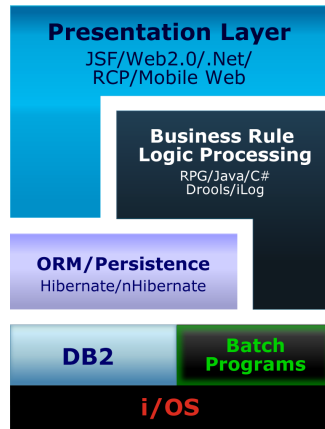 Presentation Layer
JSF/Web2.0/.Net/
RCP/Mobile Web
Business Rule
Logic Processing
RPG/Java/C#
Drools/iLog
ORM/Persistence
Hibernate/nHibernate
DB2
Batch
Programs
i/OS